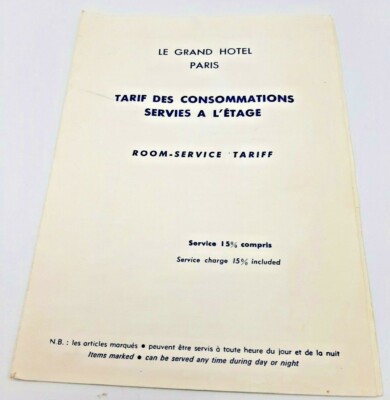 LE GRAND HOTEL
PARIS
TARIF DES CONSOMMATIONS
SERVIES A L'ÉTAGE
ROOM-SERVICE TARIFF
Service 15% compris
Service charge 15% included
N.B. : les articles marqués ● peuvent être servis à toute heure du jour et de la nuit
Items marked ● can be served any time during day or night